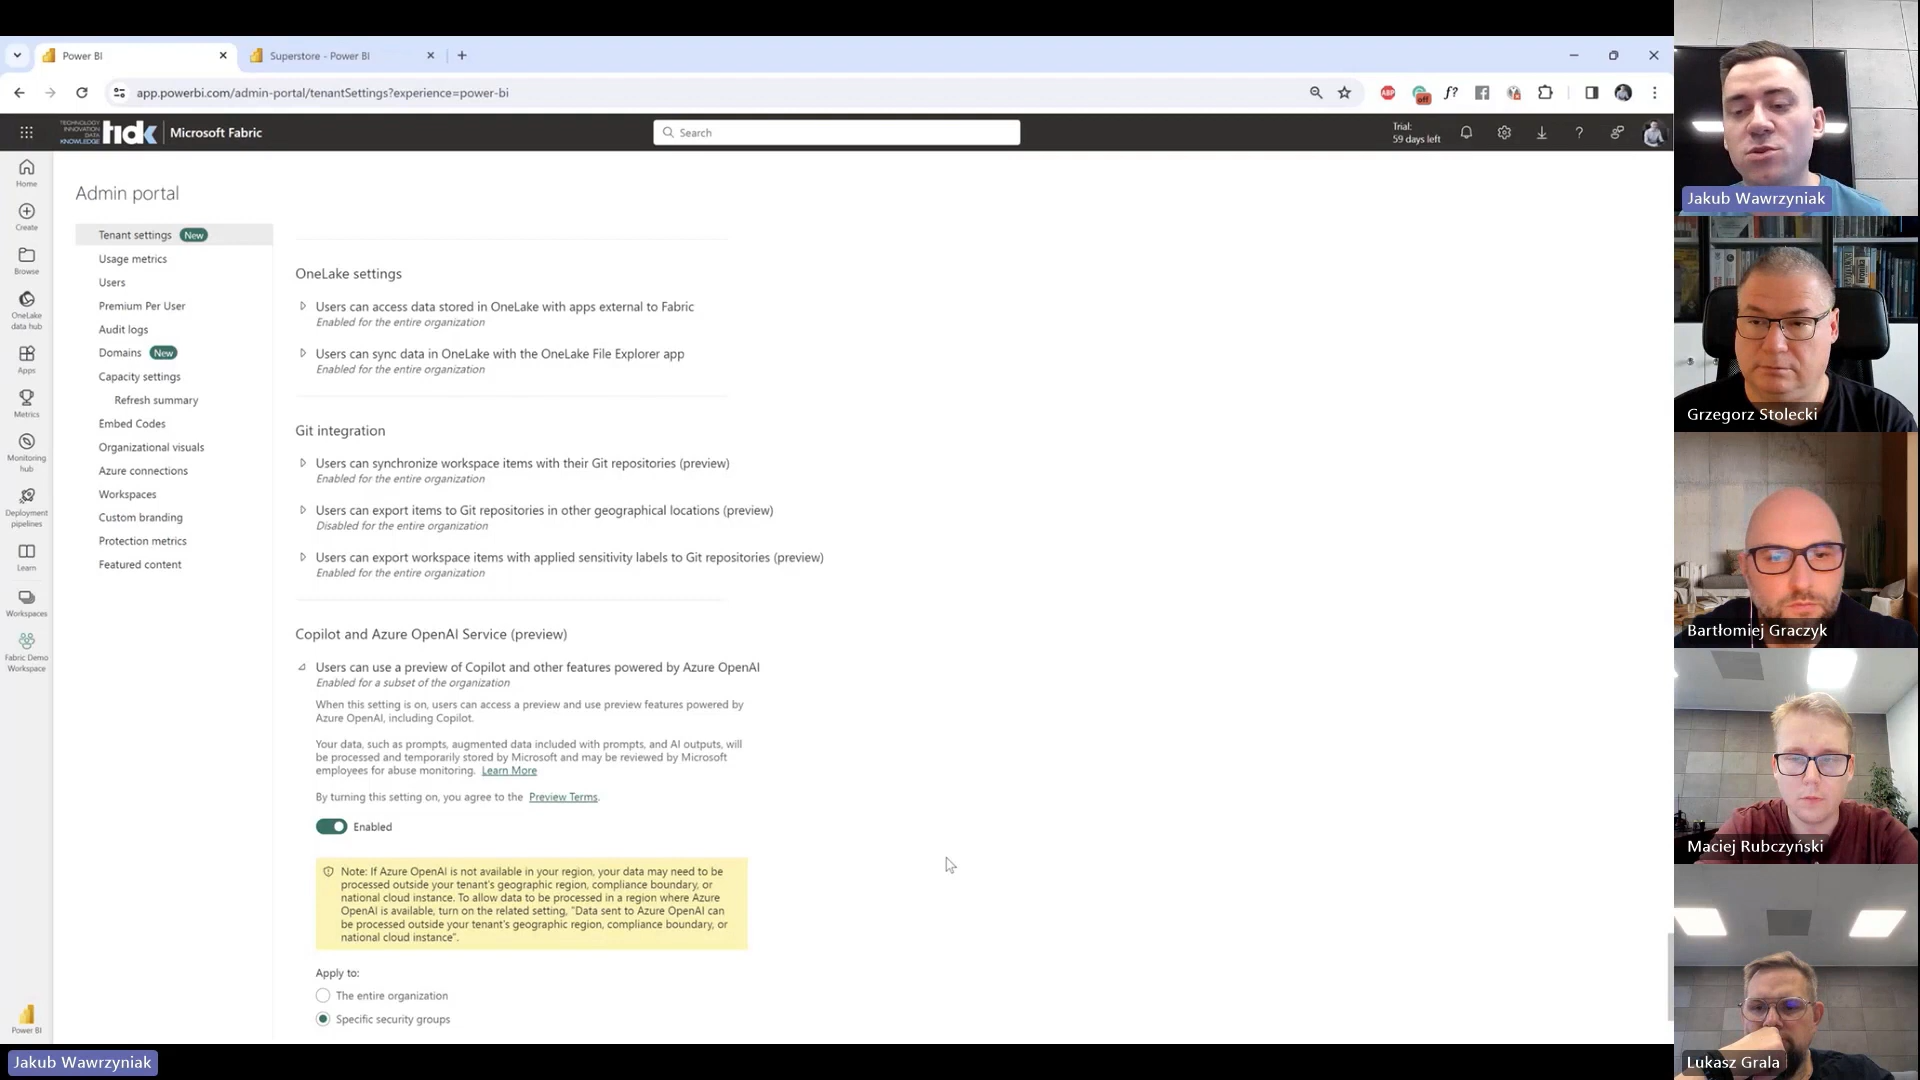 Power BI
Superstore - Power BI
app.powerbi.com/admin-portal/tenantSettings?experience=power-bi
TECHNOLOGY
INNOVATION
DATA
KNOWLEDGE
tidk
Microsoft Fabric
Search
Trial:
59 days left
Home
Create
Browse
OneLake
data hub
Apps
Metrics
Monitoring
hub
Deployment
pipelines
Learn
Workspaces
Fabric Demo
Workspace
Power BI
Admin portal
Tenant settings New
Usage metrics
Users
Premium Per User
Audit logs
Domains New
Capacity settings
Refresh summary
Embed Codes
Organizational visuals
Azure connections
Workspaces
Custom branding
Protection metrics
Featured content
OneLake settings
Users can access data stored in OneLake with apps external to Fabric
Enabled for the entire organization
Users can sync data in OneLake with the OneLake File Explorer app
Enabled for the entire organization
Git integration
Users can synchronize workspace items with their Git repositories (preview)
Enabled for the entire organization
Users can export items to Git repositories in other geographical locations (preview)
Disabled for the entire organization
Users can export workspace items with applied sensitivity labels to Git repositories (preview)
Enabled for the entire organization
Copilot and Azure OpenAI Service (preview)
Users can use a preview of Copilot and other features powered by Azure OpenAI
Enabled for a subset of the organization
When this setting is on, users can access a preview and use preview features powered by
Azure OpenAI, including Copilot.
Your data, such as prompts, augmented data included with prompts, and AI outputs, will
be processed and temporarily stored by Microsoft and may be reviewed by Microsoft
employees for abuse monitoring. Learn More
By turning this setting on, you agree to the Preview Terms.
Enabled
Note: If Azure OpenAI is not available in your region, your data may need to be
processed outside your tenant's geographic region, compliance boundary, or
national cloud instance. To allow data to be processed in a region where Azure
OpenAI is available, turn on the related setting, "Data sent to Azure OpenAI can
be processed outside your tenant's geographic region, compliance boundary, or
national cloud instance".
Apply to:
The entire organization
Specific security groups
Jakub Wawrzyniak
Jakub Wawrzyniak
Grzegorz Stolecki
Bartłomiej Graczyk
Maciej Rubczyński
Lukasz Grala